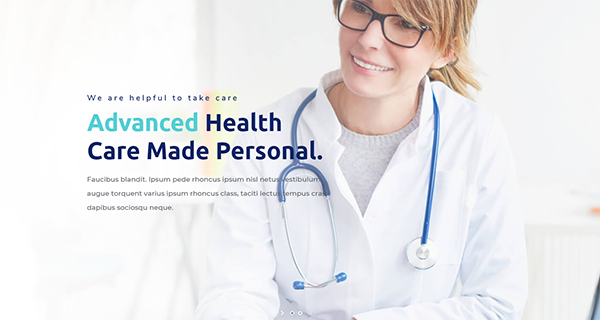 We are helpful to take care
Advanced Health
Care Made Personal.
Faucibus blandit. Ipsum pede rhoncus ipsum nisl netus vestibulum
augue torquent varius ipsum rhoncus class, taciti lectus tempus cras,
dapibus sociosqu neque.